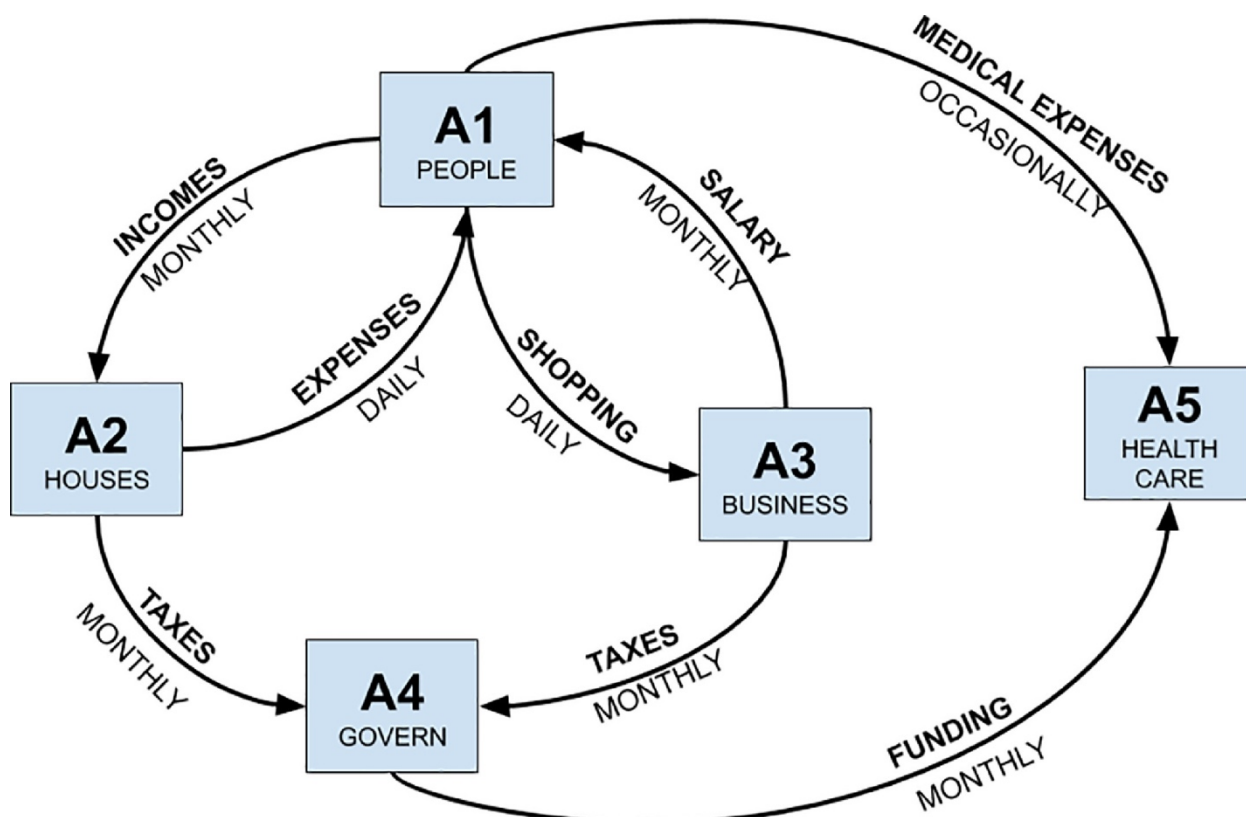 MEDICAL EXPENSES
OCCASIONALLY
A1
PEOPLE
INCOMES
MONTHLY
SALARY
MONTHLY
EXPENSES
DAILY
SHOPPING
DAILY
A2
HOUSES
A3
BUSINESS
A5
HEALTH
CARE
TAXES
MONTHLY
TAXES
MONTHLY
A4
GOVERN
FUNDING
MONTHLY